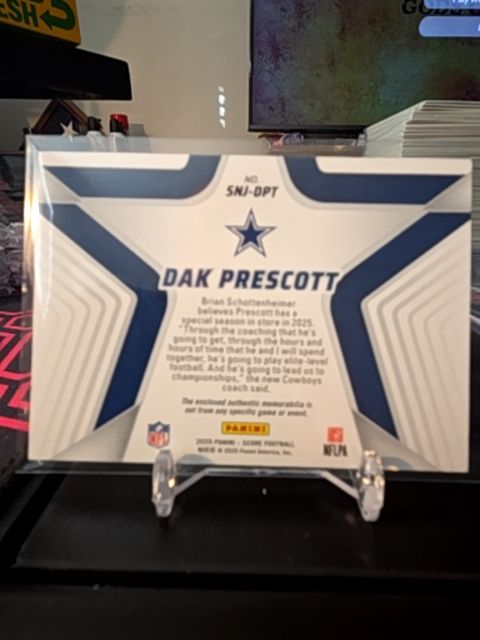 ESH
GOD
NO.
SNJ-DPT
DAK PRESCOTT
Brian Schottenheimer
believes Prescott has a
special season in store in 2025.
"Through the coaching that he's
going to get, through the hours and
hours of time that he and I will spend
together, he's going to play elite-level
football. And he's going to lead us to
championships," the new Cowboys
coach said.
The enclosed authentic memorabilia is
not from any specific game or event.
PANINI
NFL
2025 PANINI - SCORE FOOTBALL
© 2025 Panini America, Inc.
NFLPA